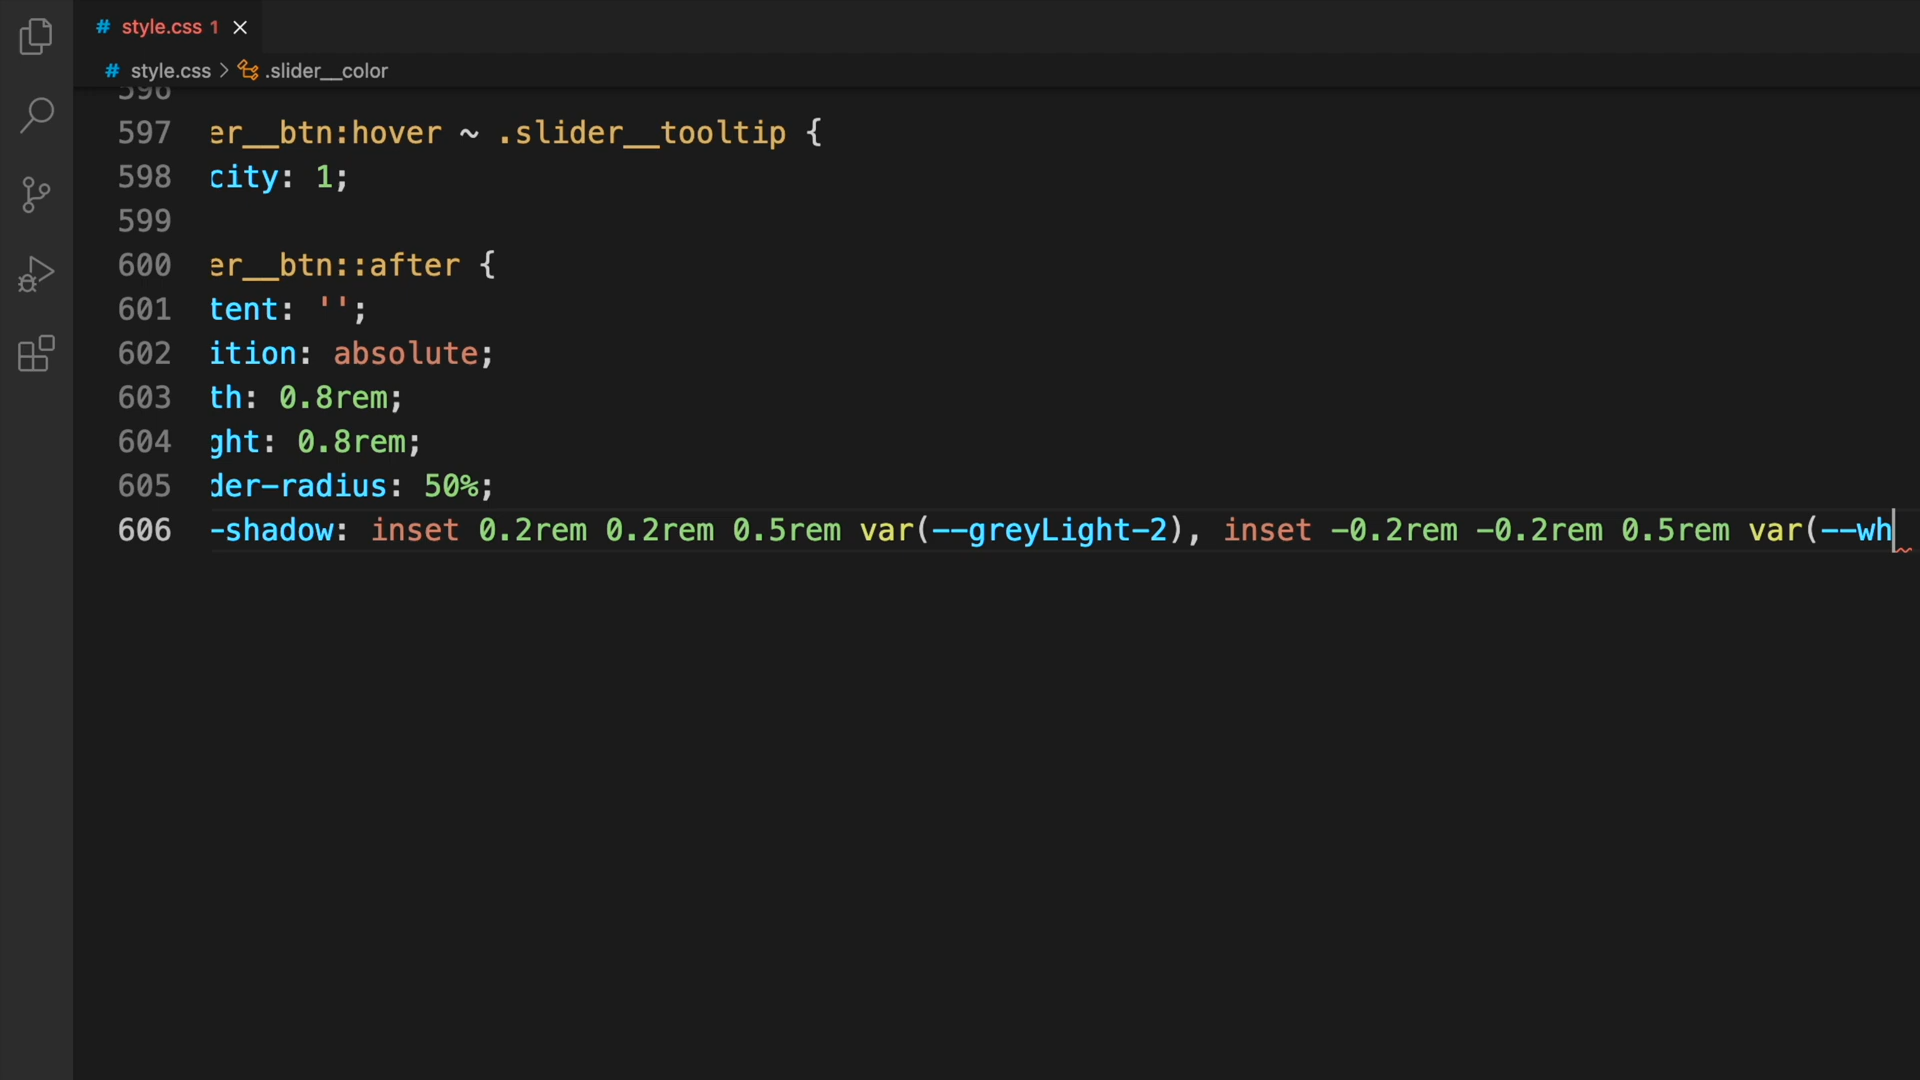 # style.css 1 ×
# style.css > .slider__color
596
597 er__btn:hover ~ .slider__tooltip {
598 city: 1;
599
600 er__btn::after {
601 tent: '';
602 ition: absolute;
603 th: 0.8rem;
604 ght: 0.8rem;
605 der-radius: 50%;
606 -shadow: inset 0.2rem 0.2rem 0.5rem var(--greyLight-2), inset -0.2rem -0.2rem 0.5rem var(--wh